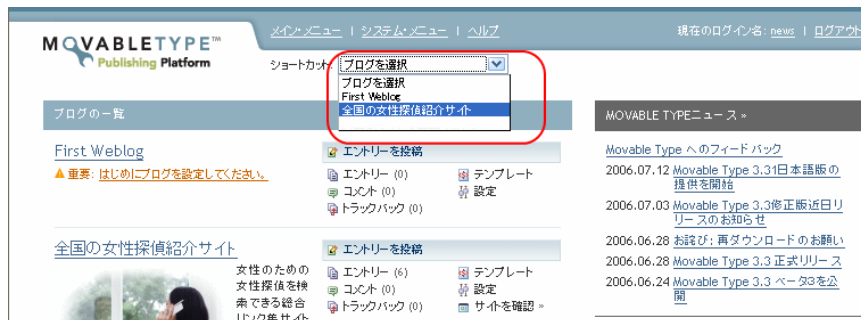 MOVABLETYPE™
Publishing Platform
メイン・メニュー | システム・メニュー | ヘルプ
現在のログイン名: news | ログアウト
ショートカット: ブログを選択
ブログを選択
First Weblog
全国の女性探偵紹介サイト
ブログの一覧
First Weblog
重要: はじめにブログを設定してください。
エントリーを投稿
エントリー (0)
テンプレート
コメント (0)
設定
トラックバック (0)
全国の女性探偵紹介サイト
女性のための
女性探偵を検
索できる総合
リンク集サイト
エントリーを投稿
エントリー (6)
テンプレート
コメント (0)
設定
トラックバック (0)
サイトを確認 »
MOVABLE TYPEニュース »
Movable Type へのフィードバック
2006.07.12 Movable Type 3.31日本語版の
提供を開始
2006.07.03 Movable Type 3.3修正版近日リ
リースのお知らせ
2006.06.28 お詫び: 再ダウンロードのお願い
2006.06.28 Movable Type 3.3 正式リリース
2006.06.24 Movable Type 3.3 ベータ3を公
開